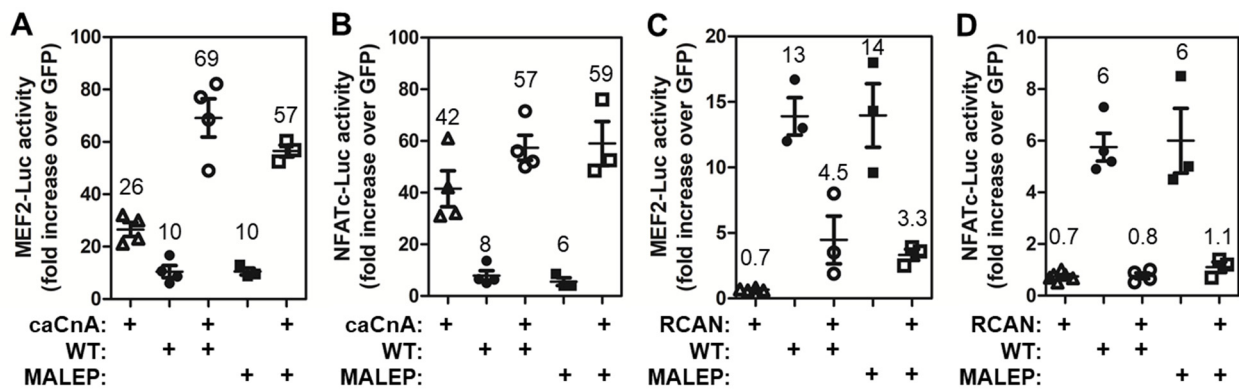 A
MEF2-Luc activity
(fold increase over GFP)
100
80
60
40
20
0
26
10
69
10
57
caCnA: + + +
WT: + +
MALEP: + +
B
NFATc-Luc activity
(fold increase over GFP)
100
80
60
40
20
0
42
8
57
6
59
caCnA: + + +
WT: + +
MALEP: + +
C
MEF2-Luc activity
(fold increase over GFP)
20
15
10
5
0
0.7
13
4.5
14
3.3
RCAN: + + +
WT: + +
MALEP: + +
D
NFATc-Luc activity
(fold increase over GFP)
10
8
6
4
2
0
0.7
6
0.8
6
1.1
RCAN: + + +
WT: + +
MALEP: + +